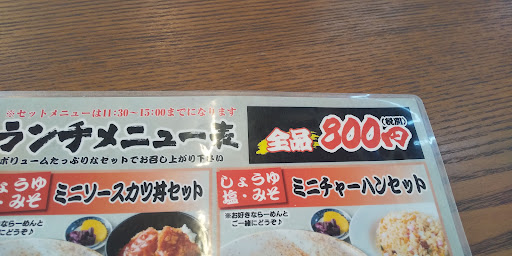 ※セットメニューは11:30～15:00までになります
ランチメニュー表
全品800円(税別)
ボリュームたっぷりなセットでお召し上がり下さい
しょうゆ
塩・みそ
ミニソースカツ丼セット
しょうゆ
塩・みそ
ミニチャーハンセット
※お好きならーめんと
ご一緒にどうぞ♪